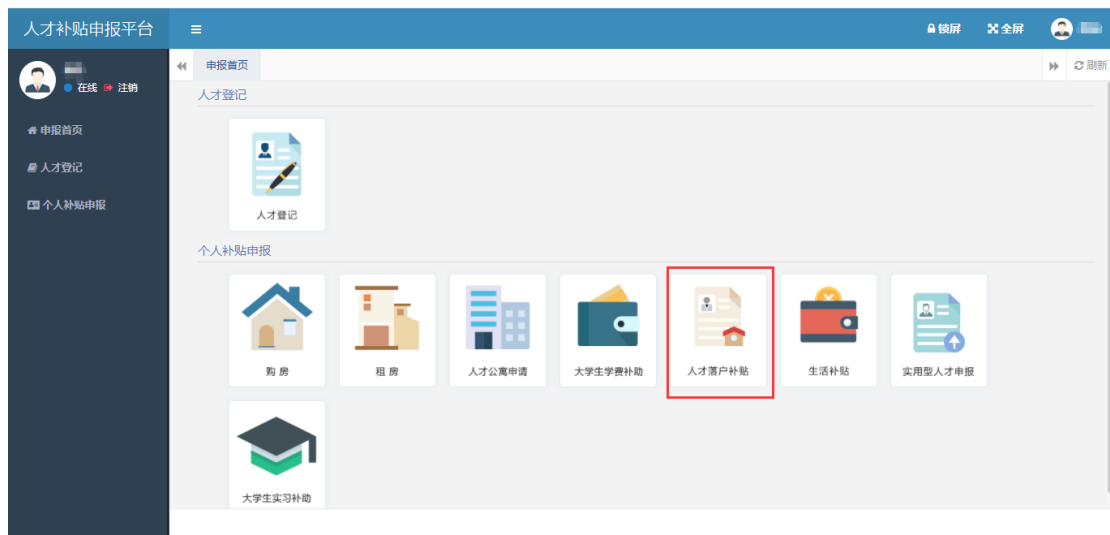 人才补贴申报平台
锁屏 全屏
申报首页 刷新
在线 注销
人才登记
申报首页
人才登记
个人补贴申报
人才登记
个人补贴申报
购 房 租 房 人才公寓申请 大学生学费补助 人才落户补贴 生活补贴 实用型人才申报
大学生实习补助